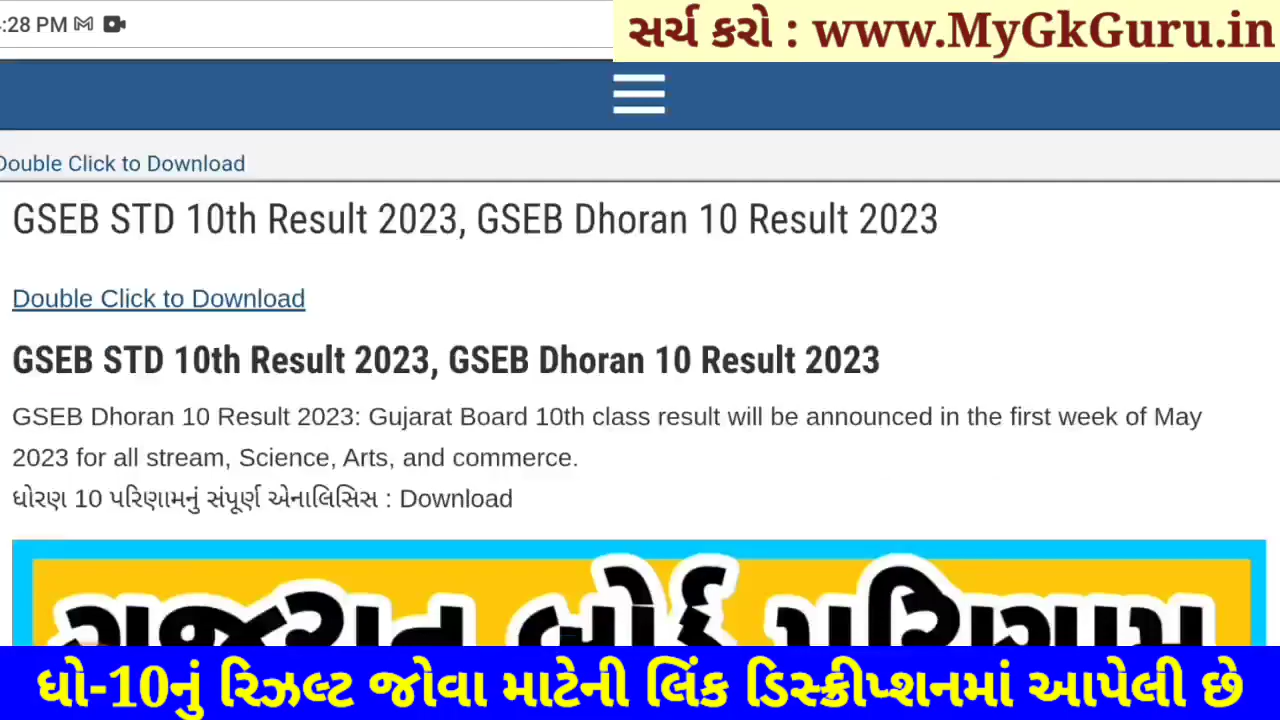 :28 PM
સર્ચ કરો : www.MyGkGuru.in
Double Click to Download
GSEB STD 10th Result 2023, GSEB Dhoran 10 Result 2023
Double Click to Download
GSEB STD 10th Result 2023, GSEB Dhoran 10 Result 2023
GSEB Dhoran 10 Result 2023: Gujarat Board 10th class result will be announced in the first week of May
2023 for all stream, Science, Arts, and commerce.
ધોરણ 10 પરિણામનું સંપૂર્ણ એનાલિસિસ : Download
ગુજરાત બોર્ડ પરિણામ
ધો-10નું રિઝલ્ટ જોવા માટેની લિંક ડિસ્ક્રીપ્શનમાં આપેલી છે